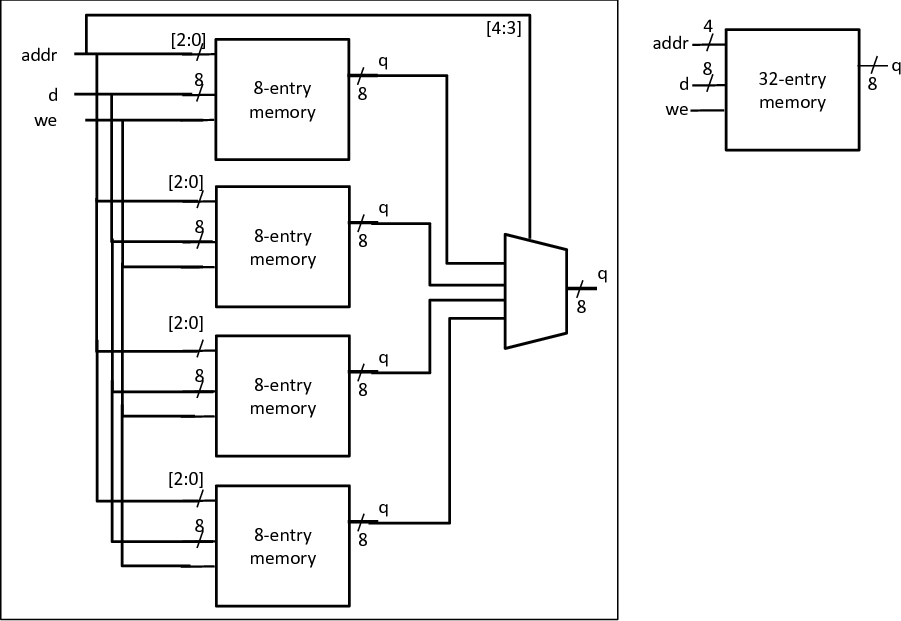 [4:3]
addr
d
we
[2:0]
8
8-entry
memory
q
8
[2:0]
8
8-entry
memory
q
8
[2:0]
8
8-entry
memory
q
8
[2:0]
8
8-entry
memory
q
8
q
8
addr
4
d
8
we
32-entry
memory
q
8